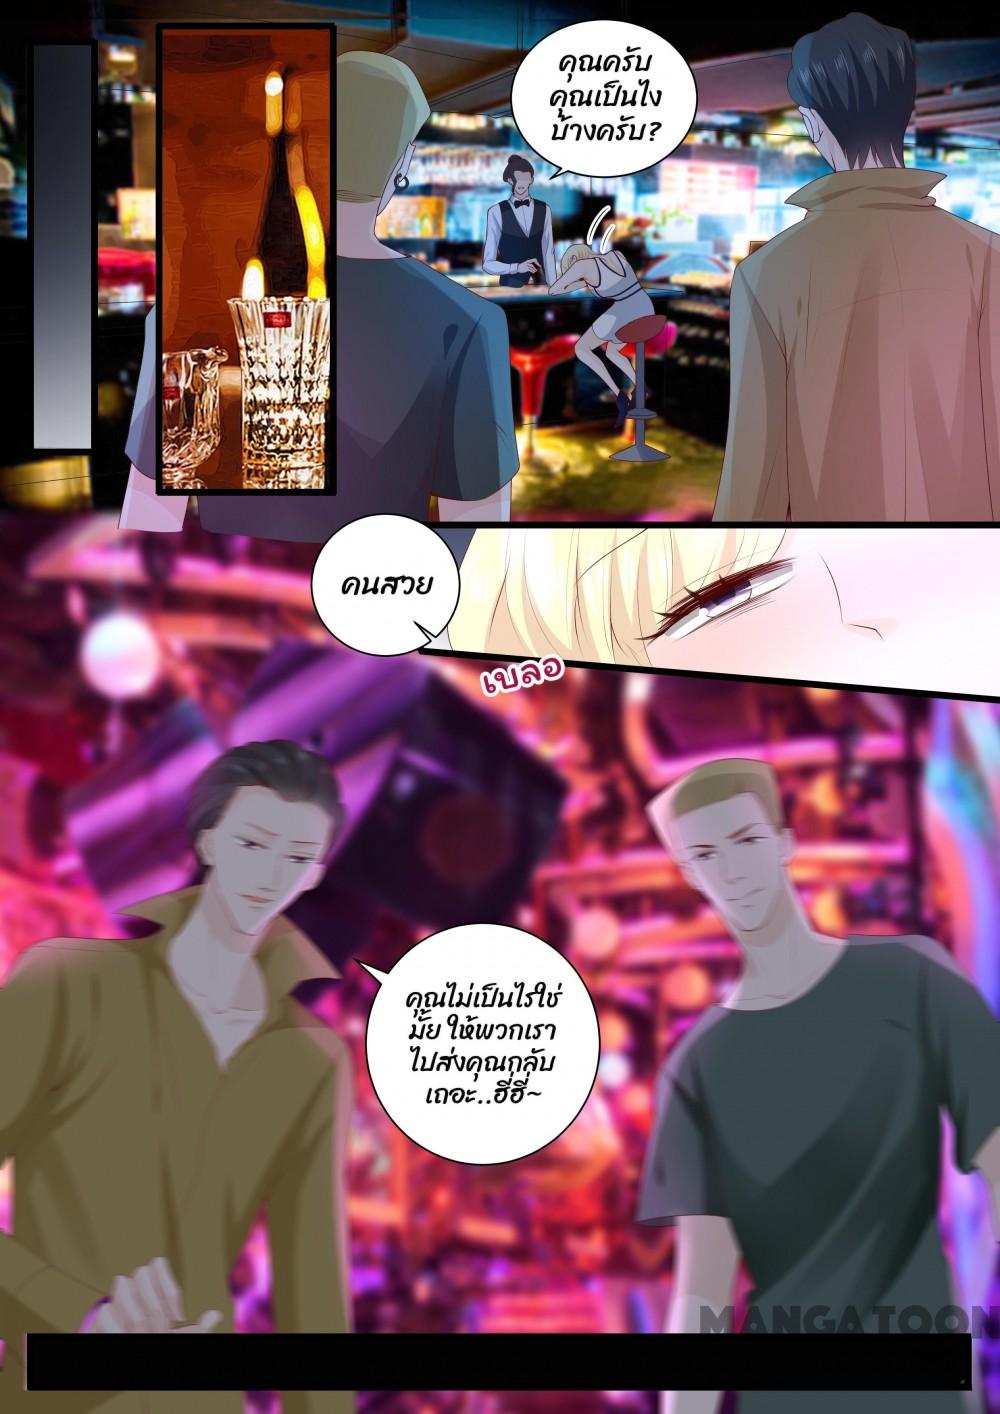 คุณครับ
คุณเป็นไง
บ้างครับ?
คนสวย
เบลอ
คุณไม่เป็นไรใช่
มั้ย ให้พวกเรา
ไปส่งคุณกลับ
เถอะ..ฮี่ฮี่~
MANGATOON